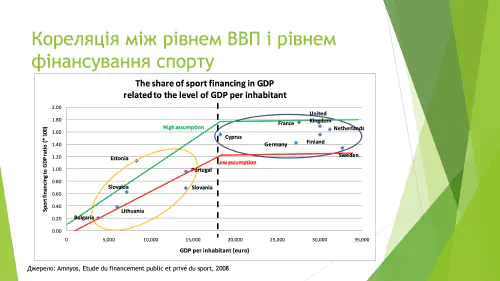 Кореляція між рівнем ВВП і рівнем
фінансування спорту
The share of sport financing in GDP
related to the level of GDP per inhabitant
Sport financing to GDP ratio (* 100)
2.00
1.80
1.60
1.40
1.20
1.00
0.80
0.60
0.40
0.20
0.00
High assumption
Low assumption
United
Kingdom
France
Netherlands
Cyprus
Germany
Finland
Sweden
Estonia
Portugal
Slovakia
Slovenia
Lithuania
Bulgaria
0
5,000
10,000
15,000
20,000
25,000
30,000
35,000
GDP per inhabitant (euro)
Джерело: Amnyos, Etude du financement public et privé du sport, 2008